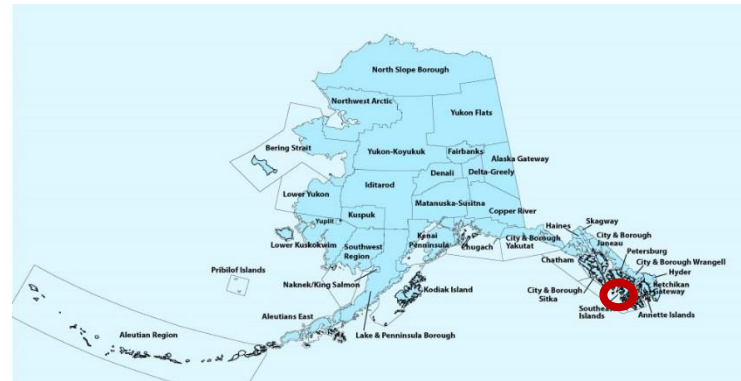 North Slope Borough
Northwest Arctic
Yukon Flats
Bering Strait
Yukon-Koyukuk
Fairbanks
Alaska Gateway
Denali
Delta-Greely
Iditarod
Lower Yukon
Matanuska-Susitna
Copper River
Kuspuk
Yupiit
Lower Kuskokwim
Southwest
Region
Kenai
Penninsula
Chugach
City & Borough
Yakutat
Haines
Skagway
City & Borough
Juneau
Petersburg
Chatham
City & Borough Wrangell
Hyder
Ketchikan
Gateway
City & Borough
Sitka
Islands
Annette Islands
Pribilof Islands
Naknek/King Salmon
Kodiak Island
Aleutians East
Lake & Penninsula Borough
Aleutian Region